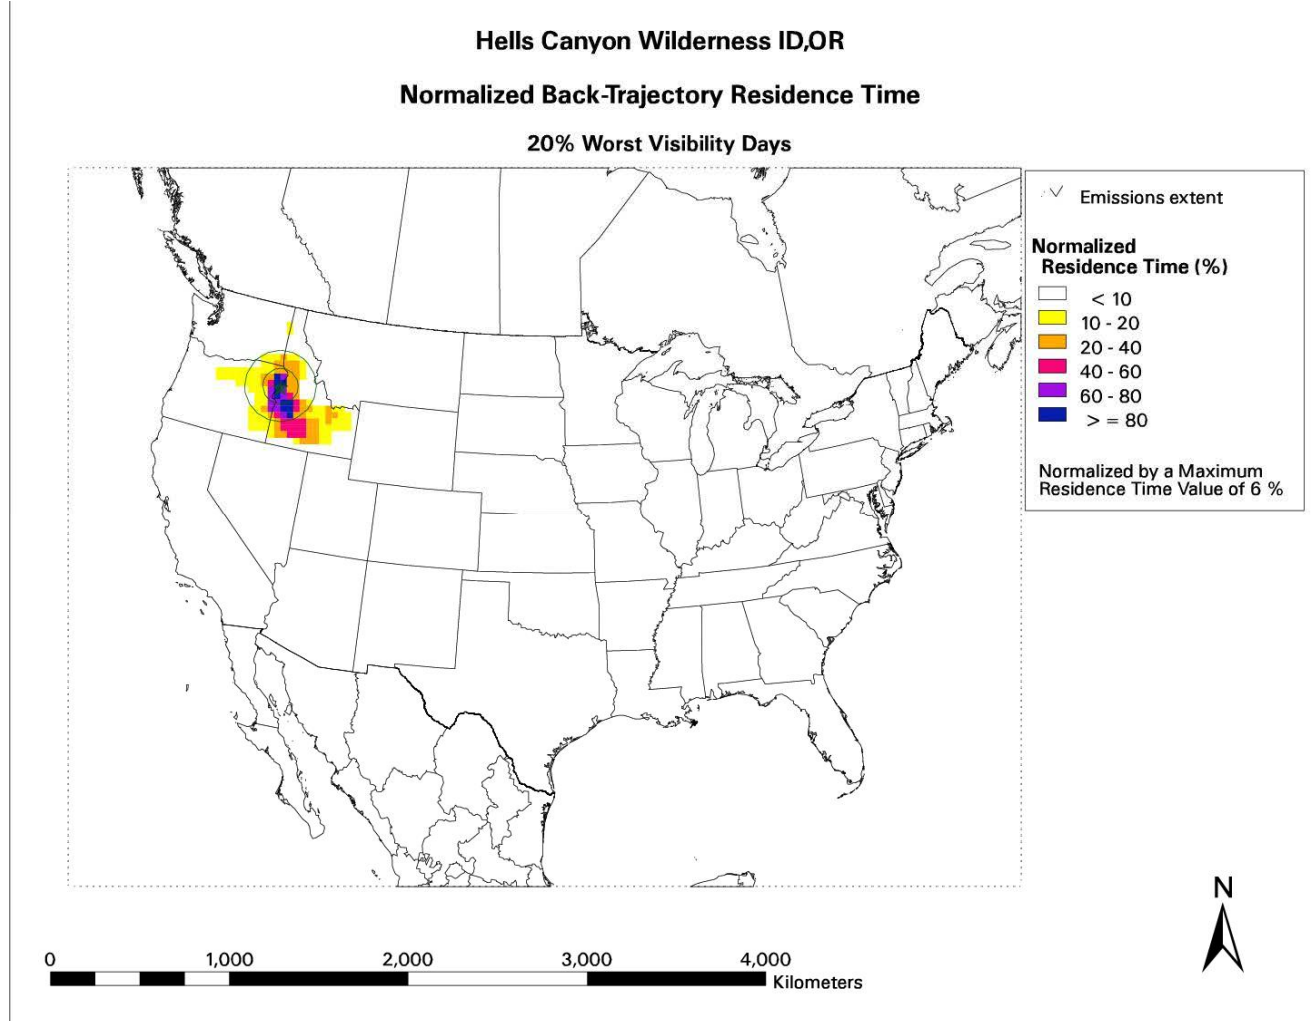 Hells Canyon Wilderness ID,OR
Normalized Back-Trajectory Residence Time
20% Worst Visibility Days
Emissions extent
Normalized
Residence Time (%)
< 10
10 - 20
20 - 40
40 - 60
60 - 80
> = 80
Normalized by a Maximum
Residence Time Value of 6 %
N
0 1,000 2,000 3,000 4,000
Kilometers